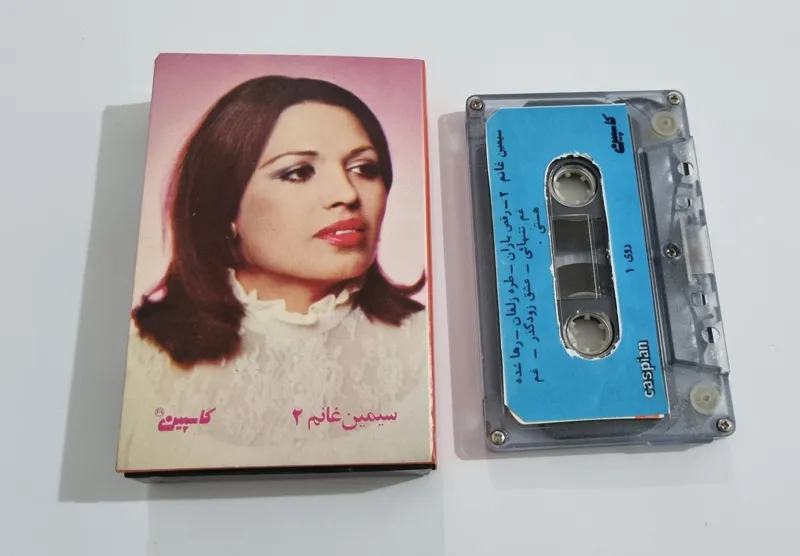 سیمین غانم ۲
کاسپین
کاسپین
سیمین غانم ۲ - رقص باران - طره زلفان - رها شده
غم تنهائی - عشق زودگذر - غم
هستی .
روی ۱
caspian